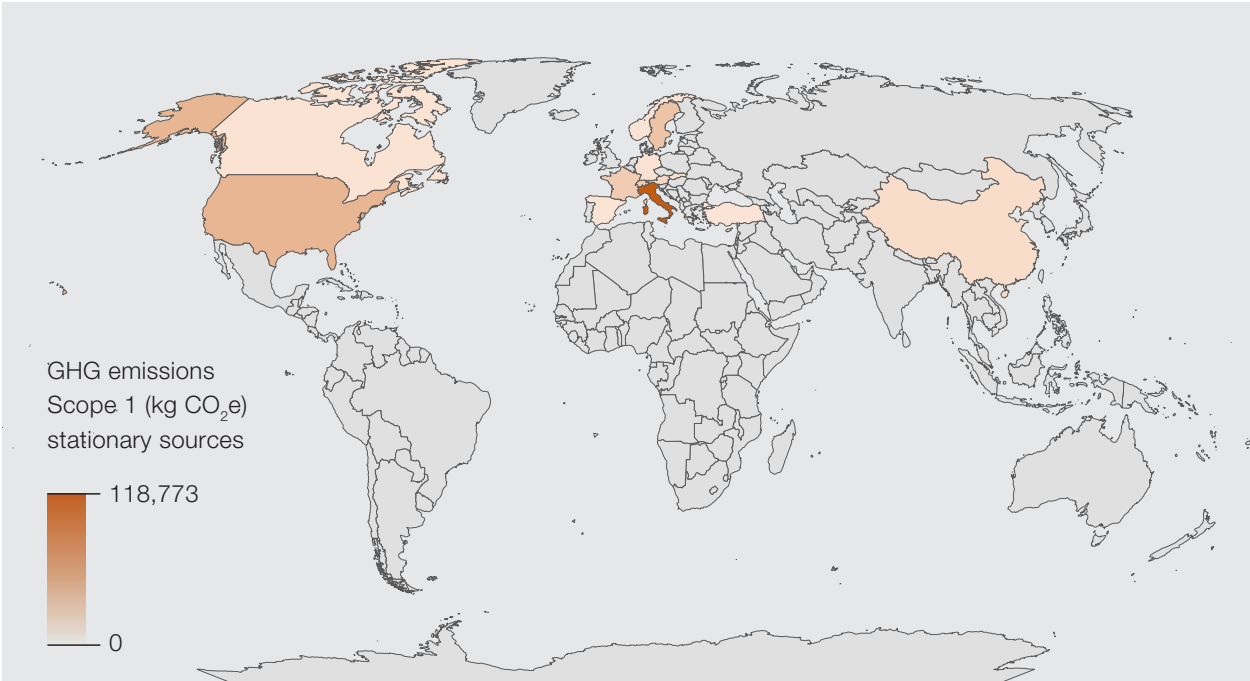 GHG emissions
Scope 1 (kg CO₂e)
stationary sources
118,773
0